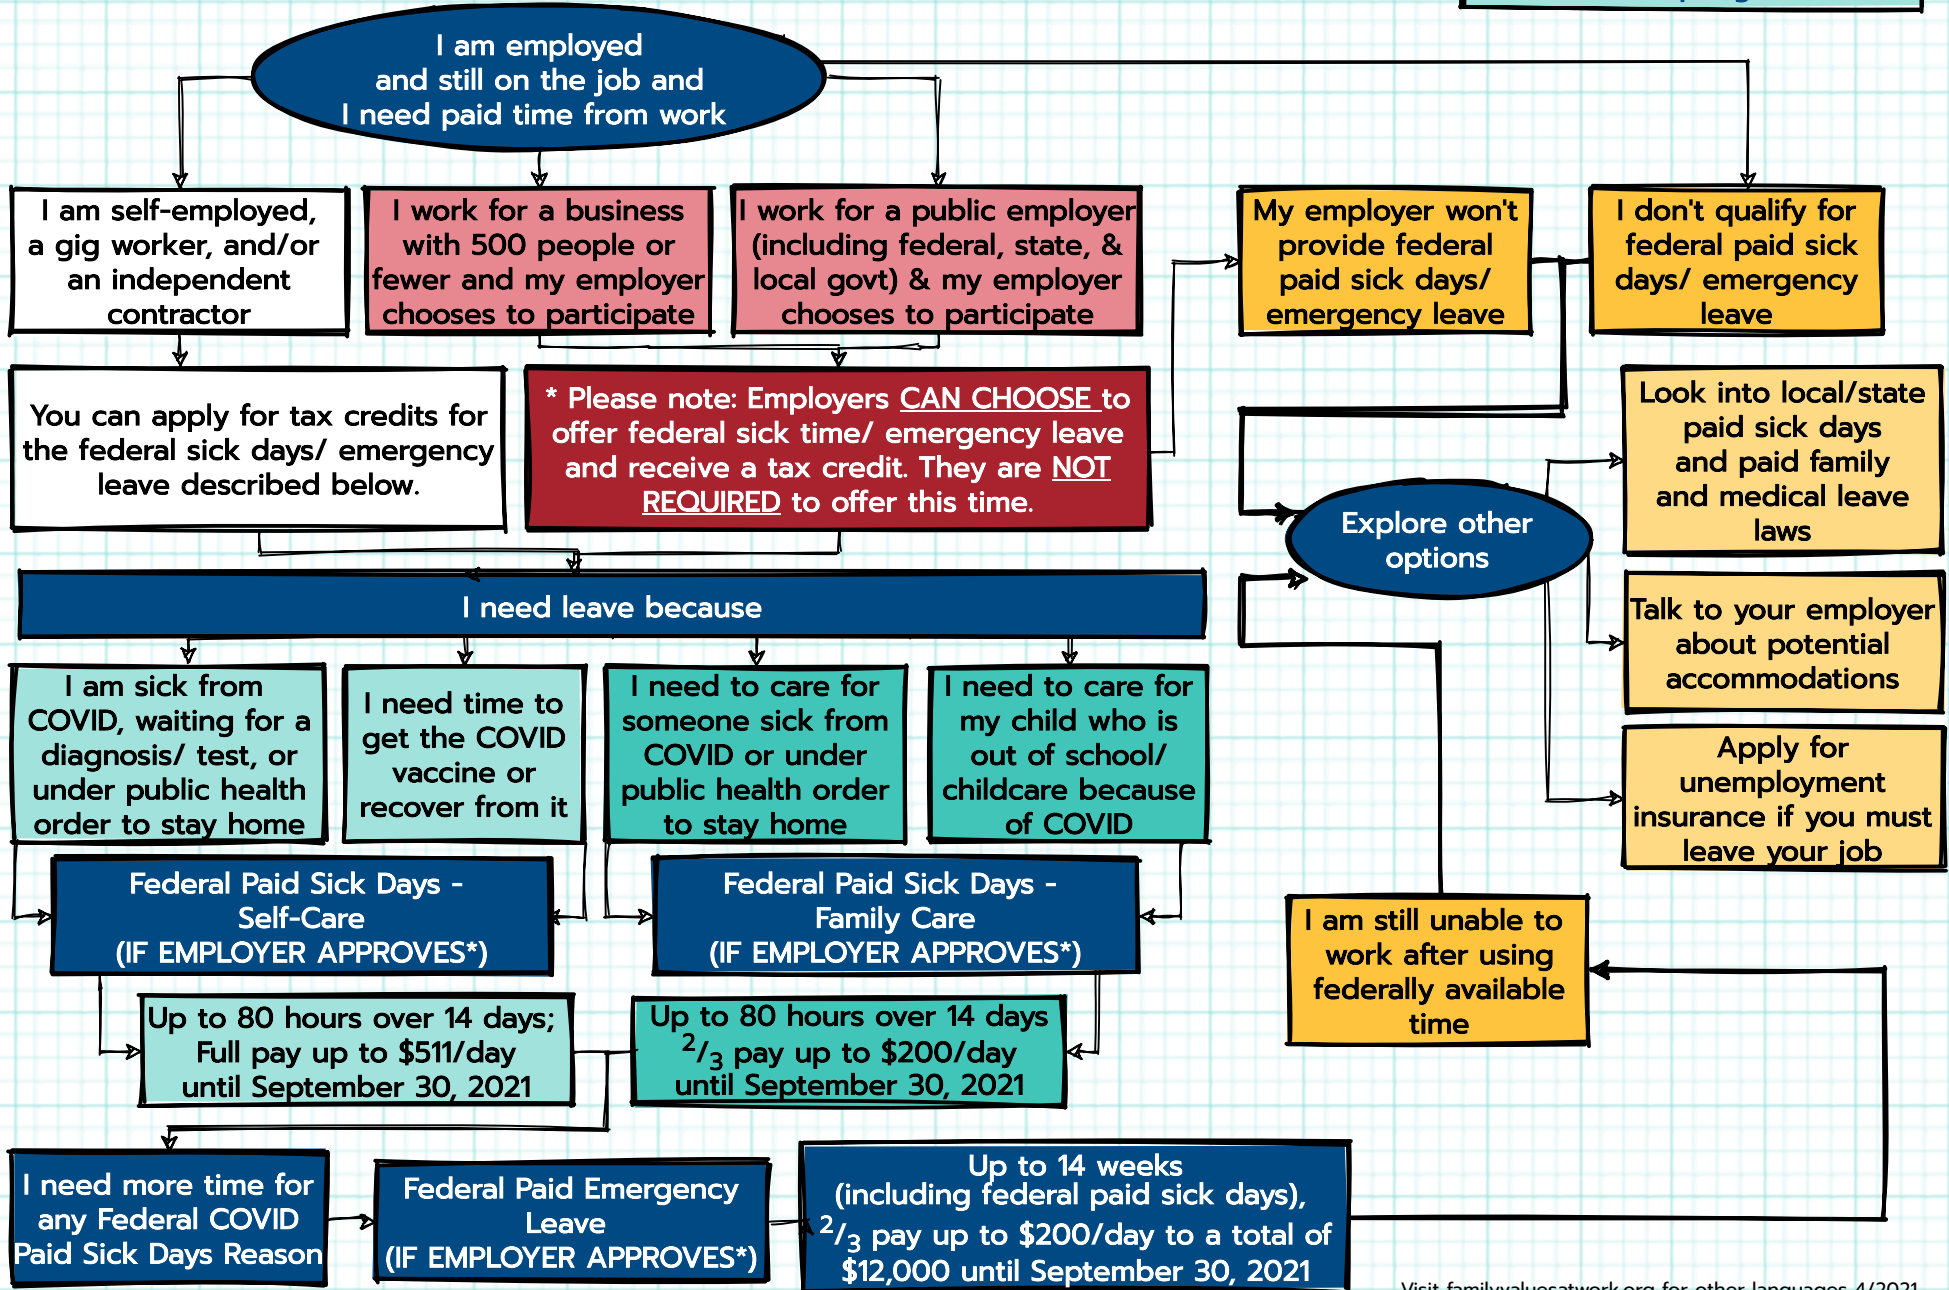 I am employed
and still on the job and
I need paid time from work
I am self-employed,
a gig worker, and/or
an independent
contractor
I work for a business
with 500 people or
fewer and my employer
chooses to participate
I work for a public employer
(including federal, state, &
local govt) & my employer
chooses to participate
My employer won't
provide federal
paid sick days/
emergency leave
I don't qualify for
federal paid sick
days/ emergency
leave
You can apply for tax credits for
the federal sick days/ emergency
leave described below.
* Please note: Employers CAN CHOOSE to
offer federal sick time/ emergency leave
and receive a tax credit. They are NOT
REQUIRED to offer this time.
Look into local/state
paid sick days
and paid family
and medical leave
laws
Explore other
options
Talk to your employer
about potential
accommodations
Apply for
unemployment
insurance if you must
leave your job
I need leave because
I am sick from
COVID, waiting for a
diagnosis/ test, or
under public health
order to stay home
I need time to
get the COVID
vaccine or
recover from it
I need to care for
someone sick from
COVID or under
public health order
to stay home
I need to care for
my child who is
out of school/
childcare because
of COVID
Federal Paid Sick Days -
Self-Care
(IF EMPLOYER APPROVES*)
Federal Paid Sick Days -
Family Care
(IF EMPLOYER APPROVES*)
I am still unable to
work after using
federally available
time
Up to 80 hours over 14 days;
Full pay up to $511/day
until September 30, 2021
Up to 80 hours over 14 days
2/3 pay up to $200/day
until September 30, 2021
I need more time for
any Federal COVID
Paid Sick Days Reason
Federal Paid Emergency
Leave
(IF EMPLOYER APPROVES*)
Up to 14 weeks
(including federal paid sick days),
2/3 pay up to $200/day to a total of
$12,000 until September 30, 2021
Visit familyvaluesatwork.org for other languages 4/2021